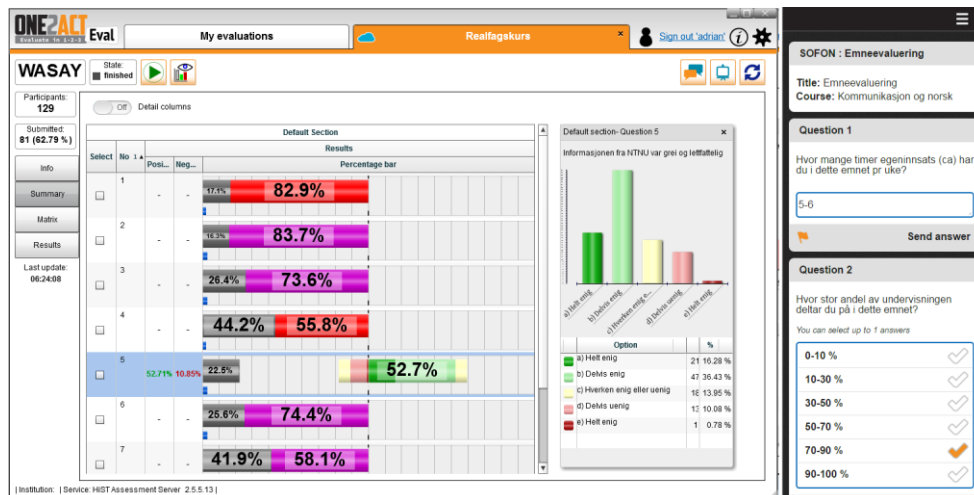 ONE2ACT
Evaluate in 1-2-3
Eval
My evaluations
Realfagskurs
×
Sign out 'adrian'
WASAY
State:
finished
Participants:
129
Submitted:
81 (62.79 %)
Info
Summary
Matrix
Results
Last update:
06:24:08
Off
Detail columns
Default Section
Results
Select
No
1
Posi...
Neg...
Percentage bar
1
-
-
17.1%
82.9%
2
-
-
16.3%
83.7%
3
-
-
26.4%
73.6%
4
-
-
44.2%
55.8%
5
52.71%
10.85%
22.5%
52.7%
6
-
-
25.6%
74.4%
7
-
-
41.9%
58.1%
Default section- Question 5
×
Informasjonen fra NTNU var grei og lettfattelig
a) Helt enig
b) Delvis enig
c) Hverken enig e...
d) Delvis uenig
e) Helt enig
Option
%
a) Helt enig 21 16.28 %
b) Delvis enig 47 36.43 %
c) Hverken enig eller uenig 18 13.95 %
d) Delvis uenig 13 10.08 %
e) Helt enig 1 0.78 %
| Institution: | Service: HiST Assessment Server 2.5.5.13 |
SOFON : Emneevaluering
Title: Emneevaluering
Course: Kommunikasjon og norsk
Question 1
Hvor mange timer egeninnsats (ca) har
du i dette emnet pr uke?
5-6
Send answer
Question 2
Hvor stor andel av undervisningen
deltar du på i dette emnet?
You can select up to 1 answers
0-10 %
10-30 %
30-50 %
50-70 %
70-90 %
90-100 %